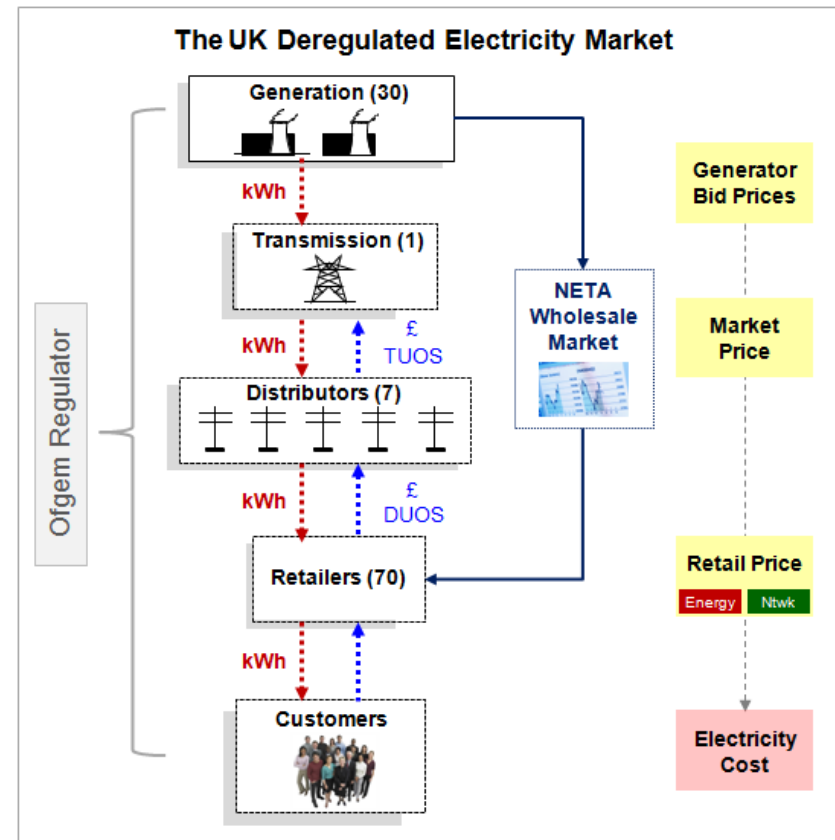 The UK Deregulated Electricity Market
Generation (30)
kWh
Transmission (1)
kWh
£
TUOS
Distributors (7)
kWh
£
DUOS
Retailers (70)
kWh
Customers
Ofgem Regulator
NETA
Wholesale
Market
Generator
Bid Prices
Market
Price
Retail Price
Energy
Ntwk
Electricity
Cost